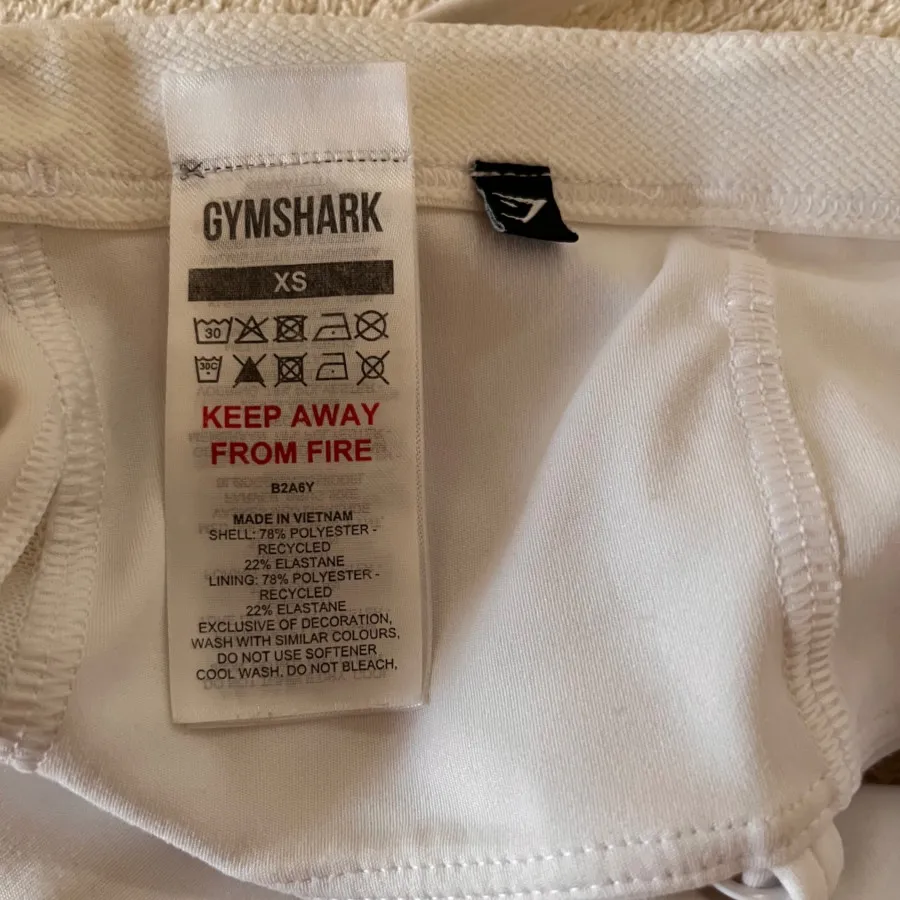 GYMSHARK
XS
30
30C
KEEP AWAY
FROM FIRE
B2A6Y
MADE IN VIETNAM
SHELL: 78% POLYESTER -
RECYCLED
22% ELASTANE
LINING: 78% POLYESTER -
RECYCLED
22% ELASTANE
EXCLUSIVE OF DECORATION,
WASH WITH SIMILAR COLOURS,
DO NOT USE SOFTENER
COOL WASH, DO NOT BLEACH,